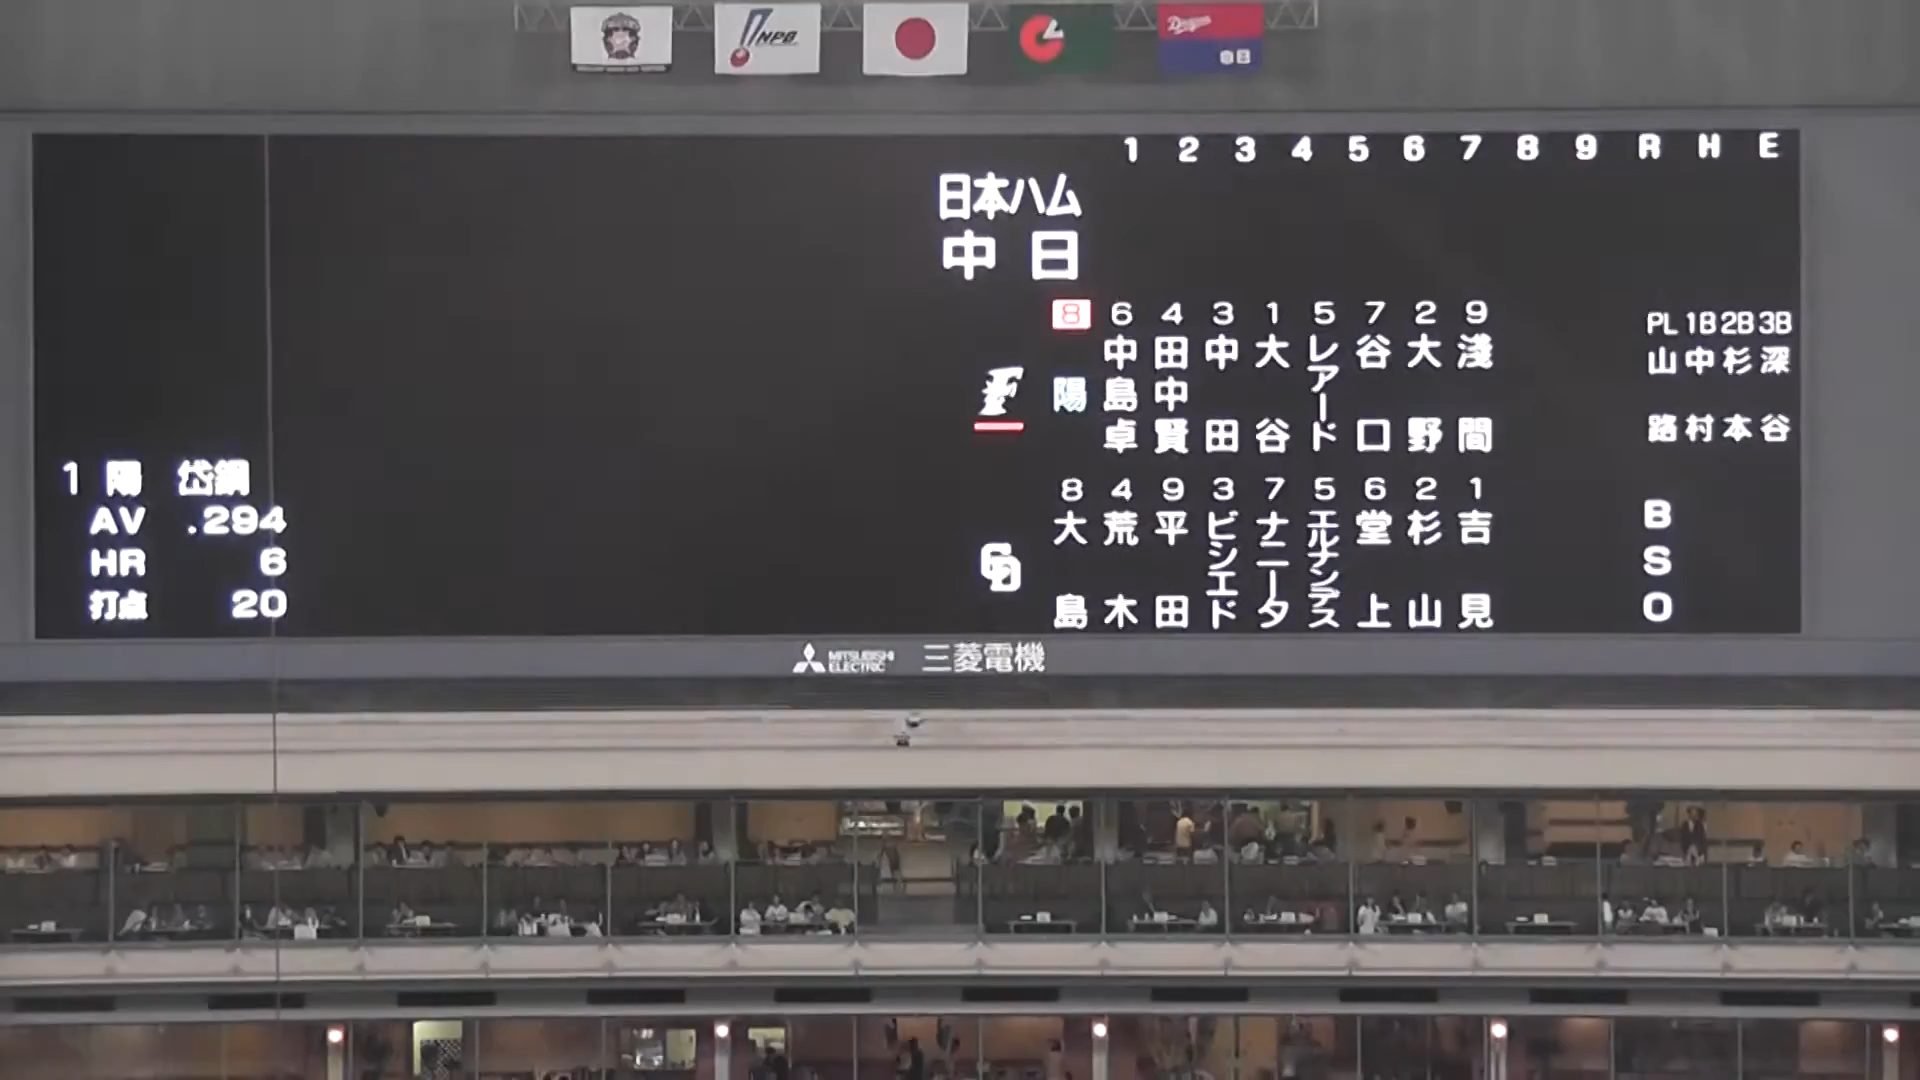 NPB
Dragons
中日
1 2 3 4 5 6 7 8 9 R H E
日本ハム
中日
8 6 4 3 1 5 7 2 9
陽 中島卓 田中賢 中田 大谷 レアード 谷口 大野 淺間
PL 1B 2B 3B
山路 中村 杉本 深谷
1 陽 岱鋼
AV .294
HR 6
打点 20
8 4 9 3 7 5 6 2 1
大島 荒木 平田 ビシエド ナニータ エルナンデス 堂上 杉山 吉見
B
S
O
MITSUBISHI ELECTRIC 三菱電機